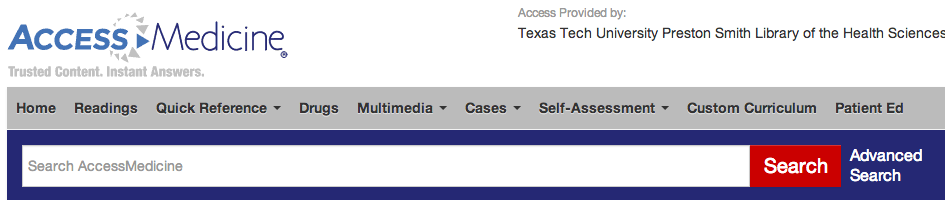 Access Provided by:
ACCESS Medicine®
Texas Tech University Preston Smith Library of the Health Sciences
Trusted Content. Instant Answers.
Home Readings Quick Reference Drugs Multimedia Cases Self-Assessment Custom Curriculum Patient Ed
Search AccessMedicine
Search
Advanced
Search